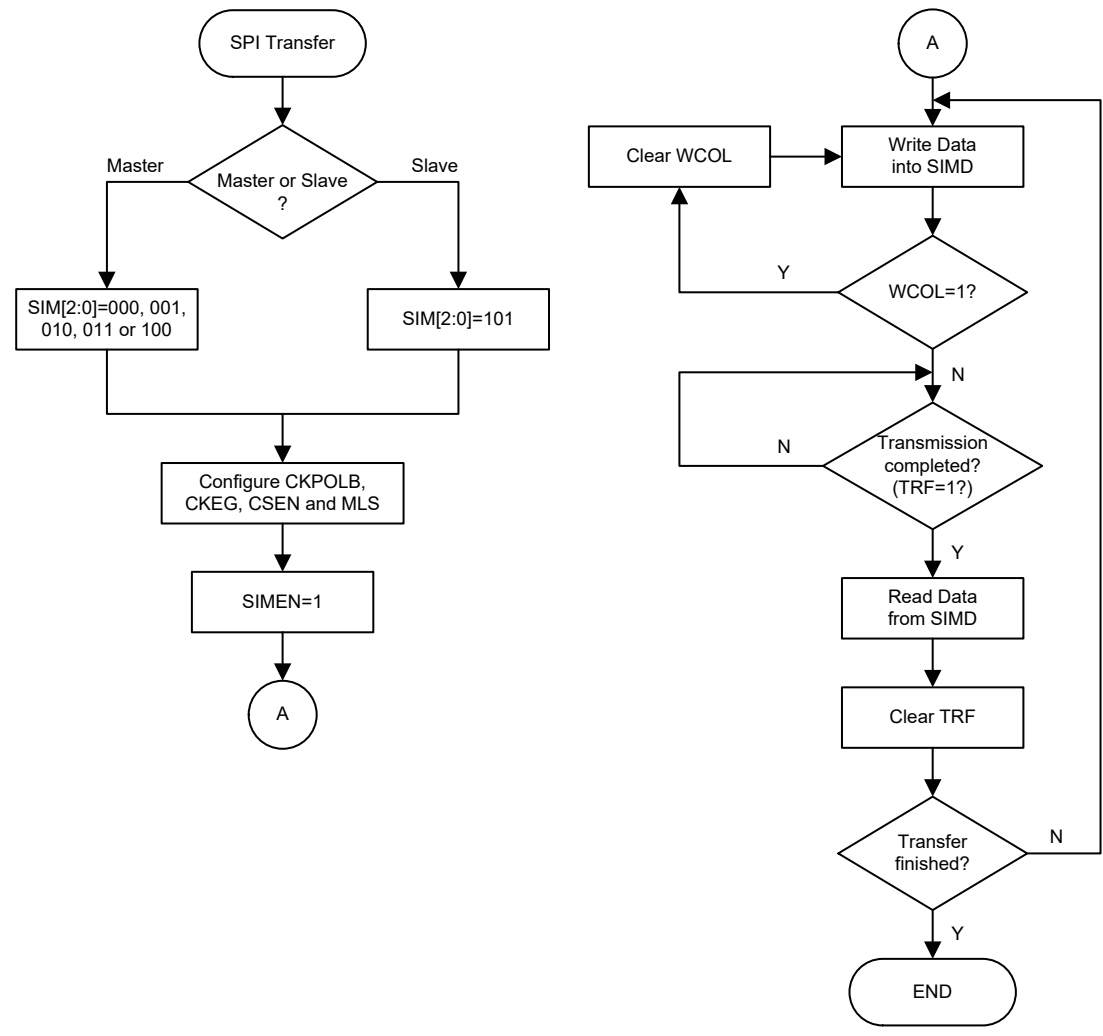 SPI Transfer
Master
Slave
Master or Slave
?
SIM[2:0]=000, 001,
010, 011 or 100
SIM[2:0]=101
Configure CKPOLB,
CKEG, CSEN and MLS
SIMEN=1
A
A
Clear WCOL
Write Data
into SIMD
Y
WCOL=1?
N
N
Transmission
completed?
(TRF=1?)
Y
Read Data
from SIMD
Clear TRF
Transfer
finished?
N
Y
END